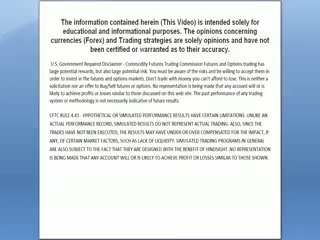 The information contained herein (This Video) is intended solely for
educational and informational purposes. The opinions concerning
currencies (Forex) and Trading strategies are solely opinions and have not
been certified or warranted as to their accuracy.
U.S. Government Required Disclaimer - Commodity Futures Trading Commission Futures and Options trading has
large potential rewards, but also large potential risk. You must be aware of the risks and be willing to accept them in
order to invest in the futures and options markets. Don't trade with money you can't afford to lose. This is neither a
solicitation nor an offer to Buy/Sell futures or options. No representation is being made that any account will or is
likely to achieve profits or losses similar to those discussed on this web site. The past performance of any trading
system or methodology is not necessarily indicative of future results.
CFTC RULE 4.41 - HYPOTHETICAL OR SIMULATED PERFORMANCE RESULTS HAVE CERTAIN LIMITATIONS. UNLIKE AN
ACTUAL PERFORMANCE RECORD, SIMULATED RESULTS DO NOT REPRESENT ACTUAL TRADING. ALSO, SINCE THE
TRADES HAVE NOT BEEN EXECUTED, THE RESULTS MAY HAVE UNDER-OR-OVER COMPENSATED FOR THE IMPACT, IF
ANY, OF CERTAIN MARKET FACTORS, SUCH AS LACK OF LIQUIDITY. SIMULATED TRADING PROGRAMS IN GENERAL
ARE ALSO SUBJECT TO THE FACT THAT THEY ARE DESIGNED WITH THE BENEFIT OF HINDSIGHT. NO REPRESENTATION
IS BEING MADE THAT ANY ACCOUNT WILL OR IS LIKELY TO ACHIEVE PROFIT OR LOSSES SIMILAR TO THOSE SHOWN.